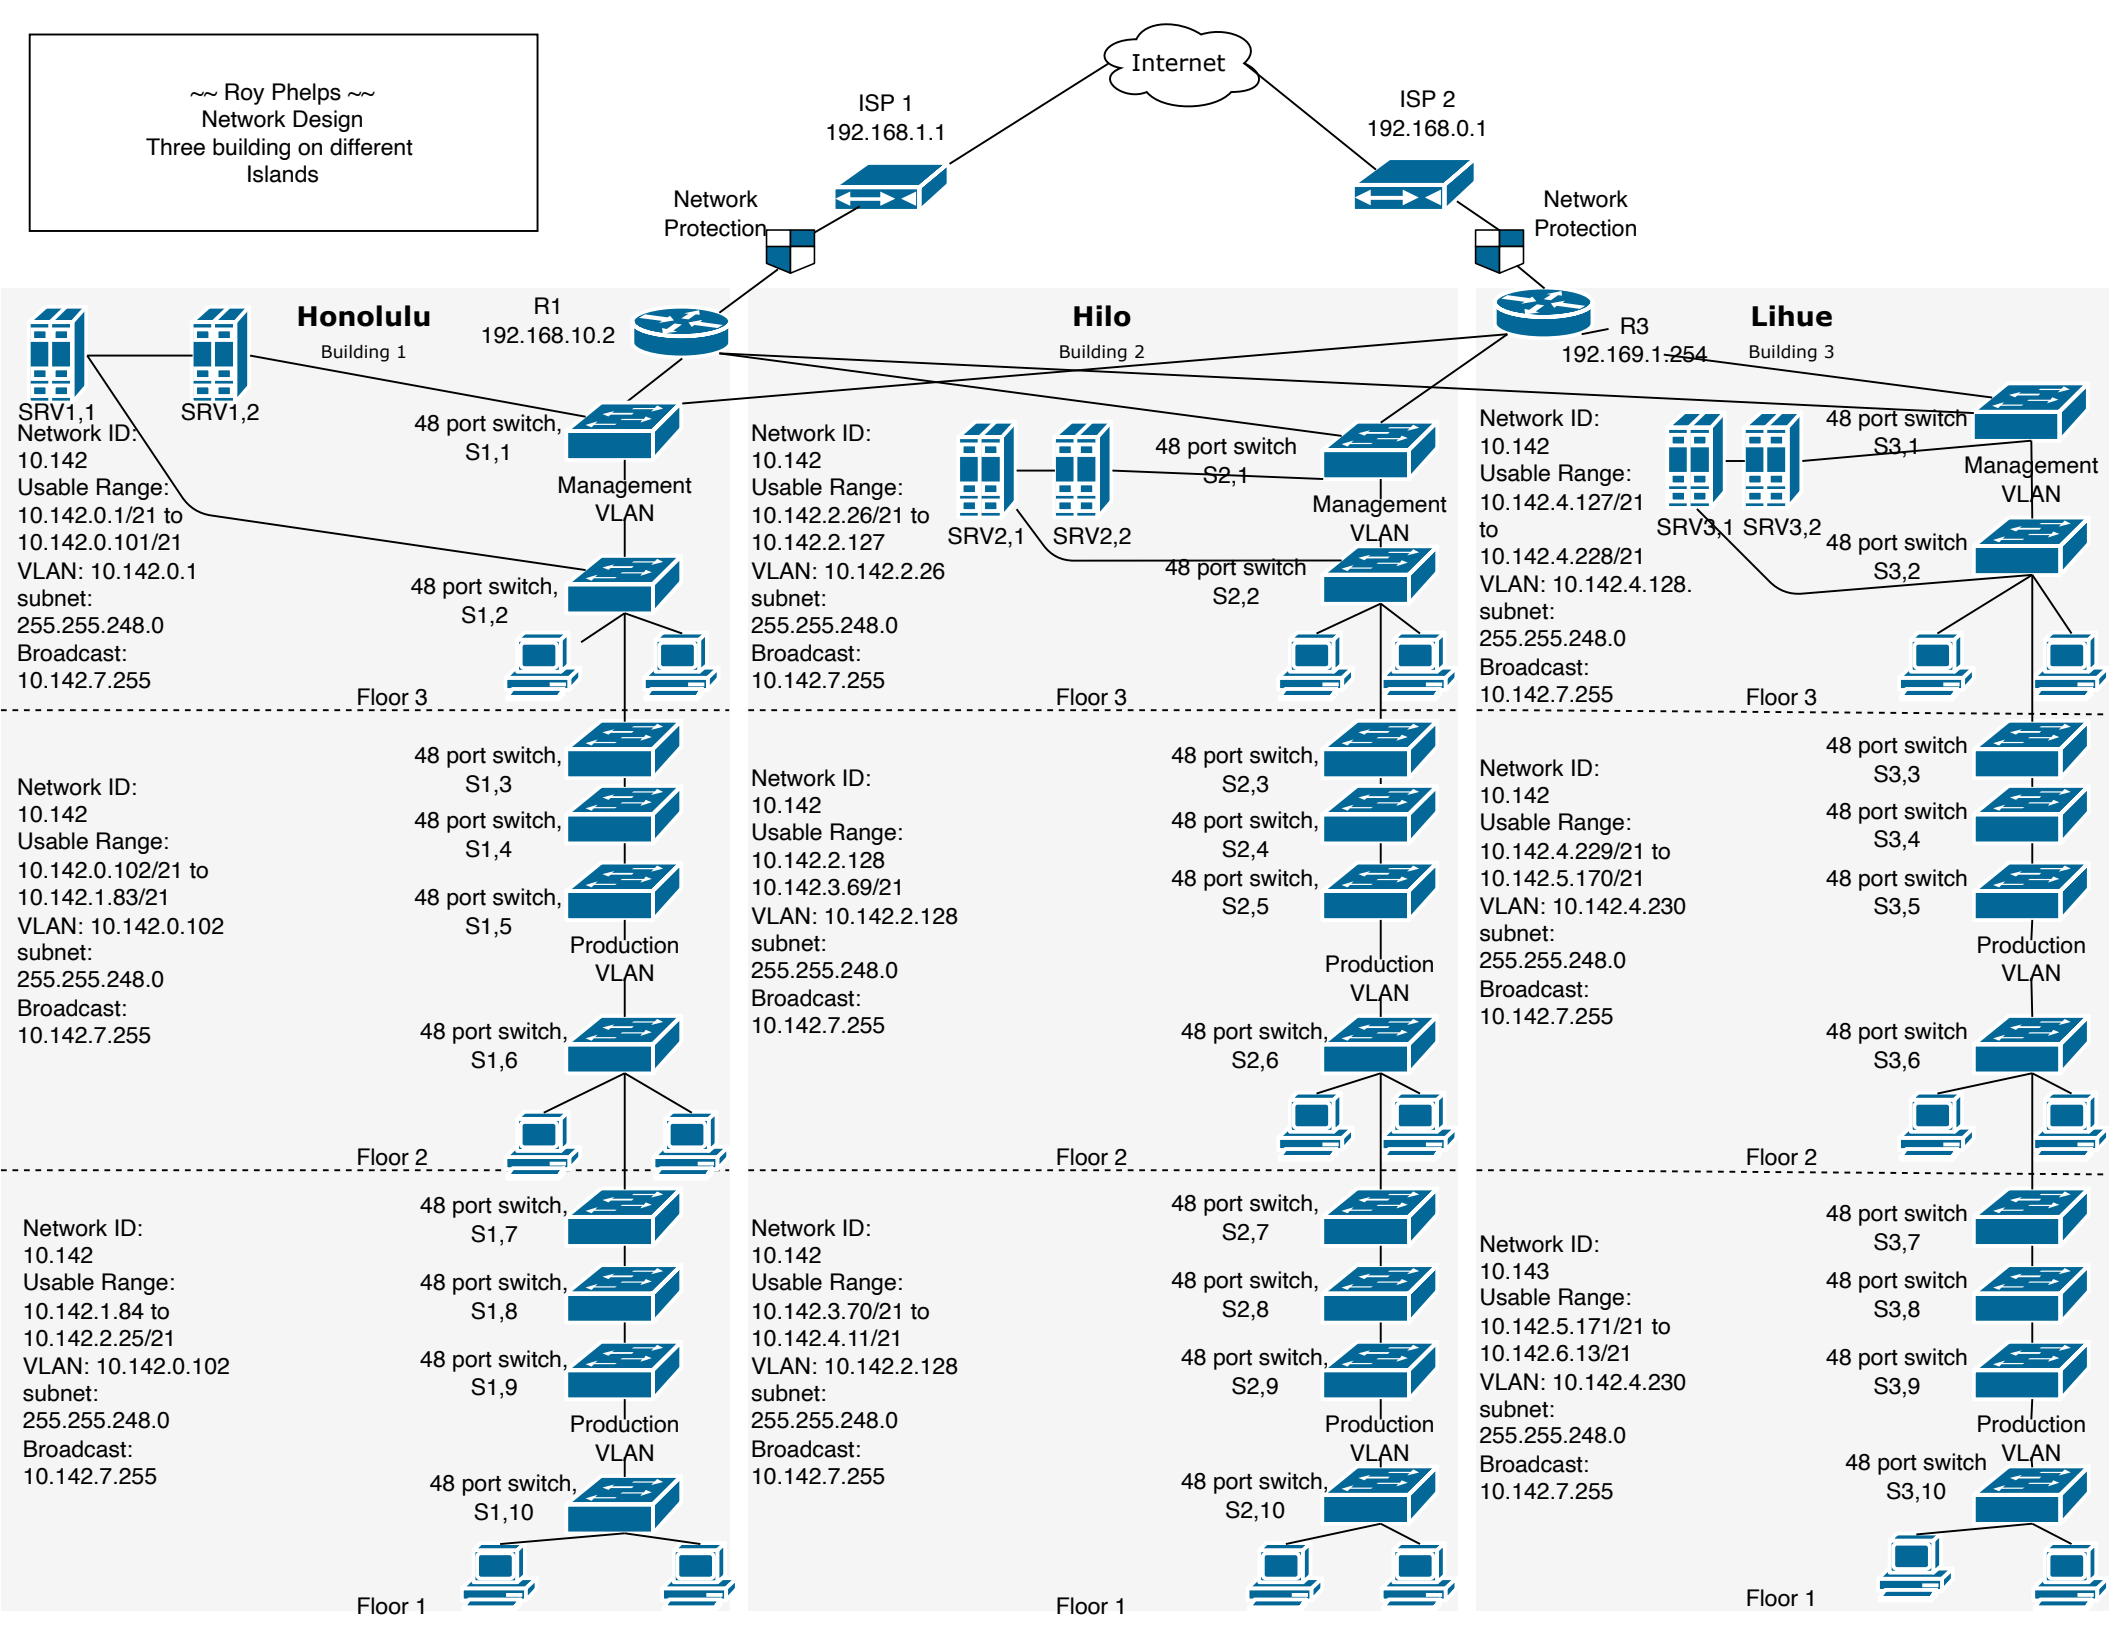 ~~ Roy Phelps ~~
Network Design
Three building on different
Islands
Internet
ISP 1
192.168.1.1
ISP 2
192.168.0.1
Network
Protection
Network
Protection
Honolulu
Building 1
R1
192.168.10.2
SRV1,1
SRV1,2
48 port switch,
S1,1
Management
VLAN
48 port switch,
S1,2
Network ID:
10.142
Usable Range:
10.142.0.1/21 to
10.142.0.101/21
VLAN: 10.142.0.1
subnet:
255.255.248.0
Broadcast:
10.142.7.255
Floor 3
Network ID:
10.142
Usable Range:
10.142.0.102/21 to
10.142.1.83/21
VLAN: 10.142.0.102
subnet:
255.255.248.0
Broadcast:
10.142.7.255
48 port switch,
S1,3
48 port switch,
S1,4
48 port switch,
S1,5
Production
VLAN
48 port switch,
S1,6
Floor 2
Network ID:
10.142
Usable Range:
10.142.1.84 to
10.142.2.25/21
VLAN: 10.142.0.102
subnet:
255.255.248.0
Broadcast:
10.142.7.255
48 port switch,
S1,7
48 port switch,
S1,8
48 port switch,
S1,9
Production
VLAN
48 port switch,
S1,10
Floor 1
Hilo
Building 2
Network ID:
10.142
Usable Range:
10.142.2.26/21 to
10.142.2.127
VLAN: 10.142.2.26
subnet:
255.255.248.0
Broadcast:
10.142.7.255
SRV2,1
SRV2,2
48 port switch
S2,1
Management
VLAN
48 port switch
S2,2
Floor 3
Network ID:
10.142
Usable Range:
10.142.2.128
10.142.3.69/21
VLAN: 10.142.2.128
subnet:
255.255.248.0
Broadcast:
10.142.7.255
48 port switch,
S2,3
48 port switch,
S2,4
48 port switch,
S2,5
Production
VLAN
48 port switch,
S2,6
Floor 2
Network ID:
10.142
Usable Range:
10.142.3.70/21 to
10.142.4.11/21
VLAN: 10.142.2.128
subnet:
255.255.248.0
Broadcast:
10.142.7.255
48 port switch,
S2,7
48 port switch,
S2,8
48 port switch,
S2,9
Production
VLAN
48 port switch,
S2,10
Floor 1
Lihue
Building 3
R3
192.169.1.254
Network ID:
10.142
Usable Range:
10.142.4.127/21
to
10.142.4.228/21
VLAN: 10.142.4.128.
subnet:
255.255.248.0
Broadcast:
10.142.7.255
SRV3,1
SRV3,2
48 port switch
S3,1
Management
VLAN
48 port switch
S3,2
Floor 3
Network ID:
10.142
Usable Range:
10.142.4.229/21 to
10.142.5.170/21
VLAN: 10.142.4.230
subnet:
255.255.248.0
Broadcast:
10.142.7.255
48 port switch
S3,3
48 port switch
S3,4
48 port switch
S3,5
Production
VLAN
48 port switch
S3,6
Floor 2
Network ID:
10.143
Usable Range:
10.142.5.171/21 to
10.142.6.13/21
VLAN: 10.142.4.230
subnet:
255.255.248.0
Broadcast:
10.142.7.255
48 port switch
S3,7
48 port switch
S3,8
48 port switch
S3,9
Production
VLAN
48 port switch
S3,10
Floor 1